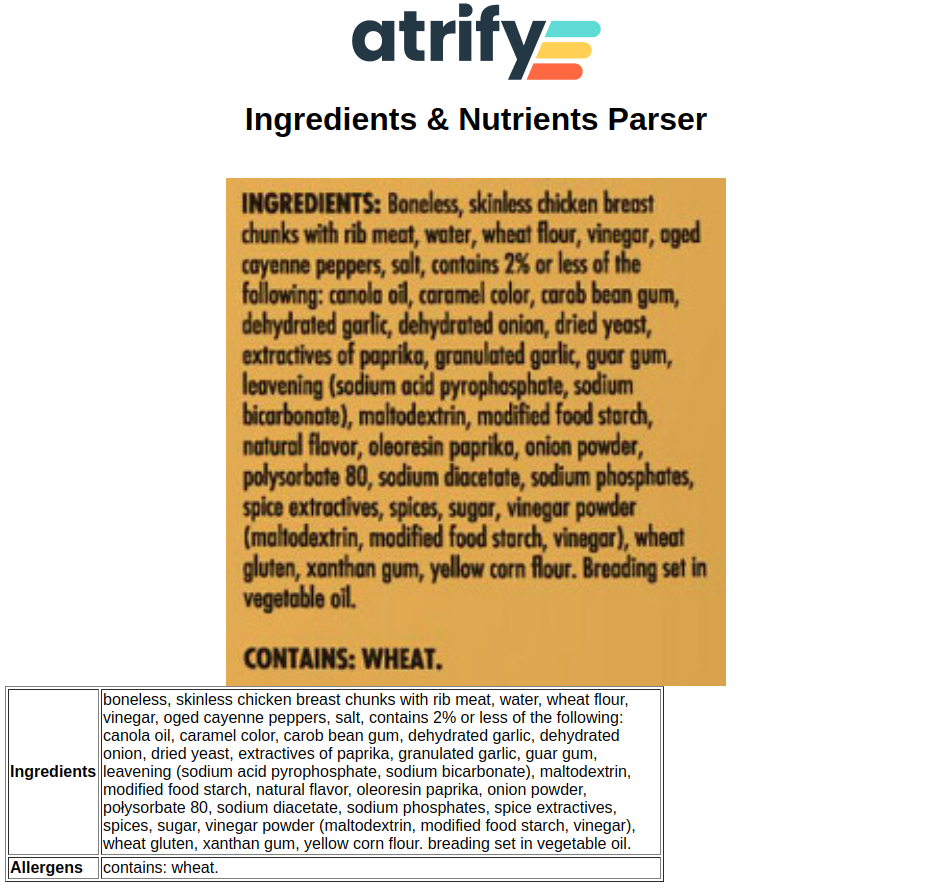 atrify
Ingredients & Nutrients Parser
INGREDIENTS: Boneless, skinless chicken breast
chunks with rib meat, water, wheat flour, vinegar, aged
cayenne peppers, salt, contains 2% or less of the
following: canola oil, caramel color, carob bean gum,
dehydrated garlic, dehydrated onion, dried yeast,
extractives of paprika, granulated garlic, guar gum,
leavening (sodium acid pyrophosphate, sodium
bicarbonate), maltodextrin, modified food starch,
natural flavor, oleoresin paprika, onion powder,
polysorbate 80, sodium diacetate, sodium phosphates,
spice extractives, spices, sugar, vinegar powder
(maltodextrin, modified food starch, vinegar), wheat
gluten, xanthan gum, yellow corn flour. Breading set in
vegetable oil.
CONTAINS: WHEAT.
Ingredients
boneless, skinless chicken breast chunks with rib meat, water, wheat flour,
vinegar, oged cayenne peppers, salt, contains 2% or less of the following:
canola oil, caramel color, carob bean gum, dehydrated garlic, dehydrated
onion, dried yeast, extractives of paprika, granulated garlic, guar gum,
leavening (sodium acid pyrophosphate, sodium bicarbonate), maltodextrin,
modified food starch, natural flavor, oleoresin paprika, onion powder,
połysorbate 80, sodium diacetate, sodium phosphates, spice extractives,
spices, sugar, vinegar powder (maltodextrin, modified food starch, vinegar),
wheat gluten, xanthan gum, yellow corn flour. breading set in vegetable oil.
Allergens
contains: wheat.